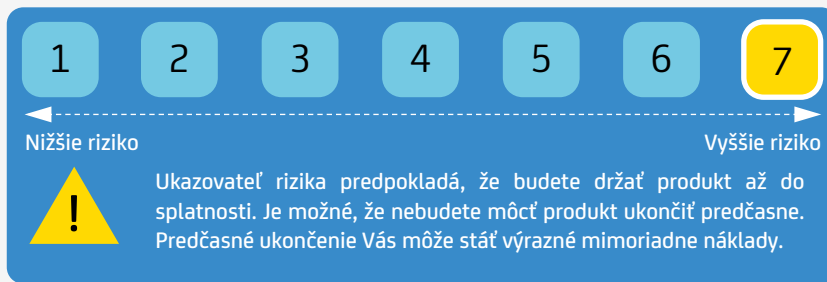 1 2 3 4 5 6 7
Nižšie riziko Vyššie riziko
! Ukazovateľ rizika predpokladá, že budete držať produkt až do
splatnosti. Je možné, že nebudete môcť produkt ukončiť predčasne.
Predčasné ukončenie Vás môže stáť výrazné mimoriadne náklady.